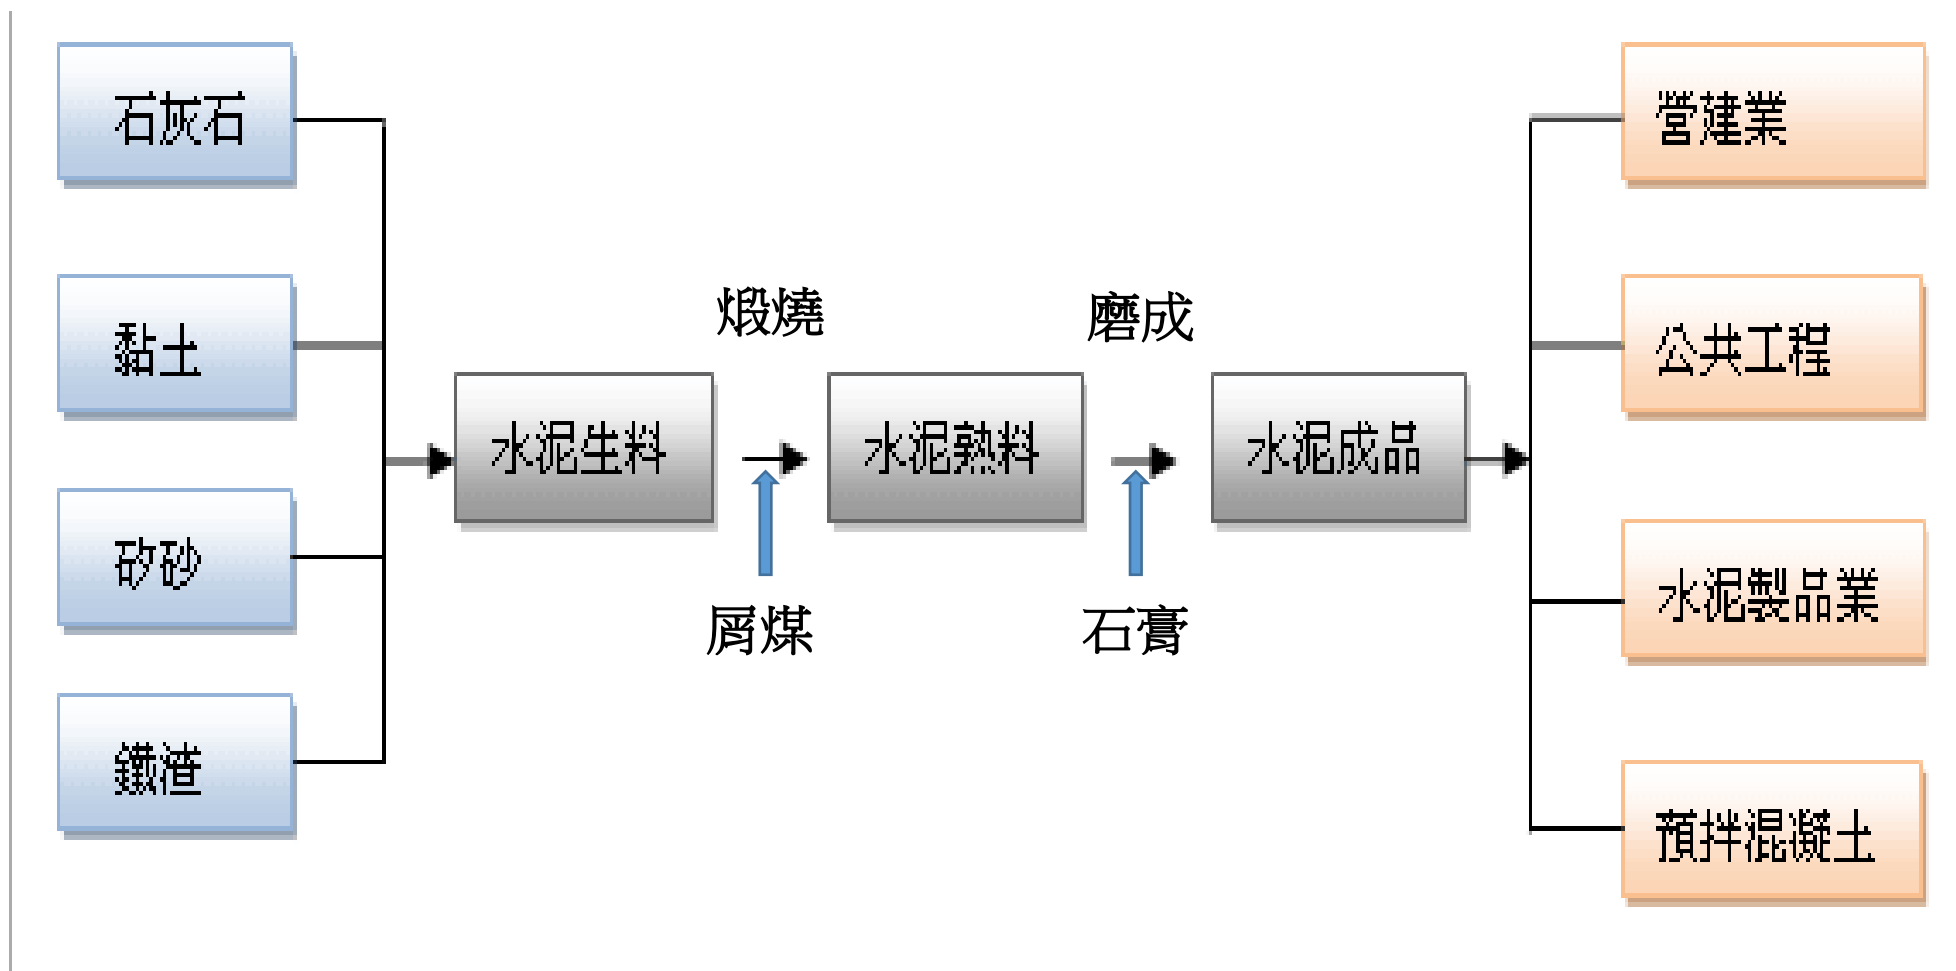 石灰石
黏土
矽砂
鐵渣
水泥生料
煅燒
屑煤
水泥熟料
磨成
石膏
水泥成品
營建業
公共工程
水泥製品業
預拌混凝土